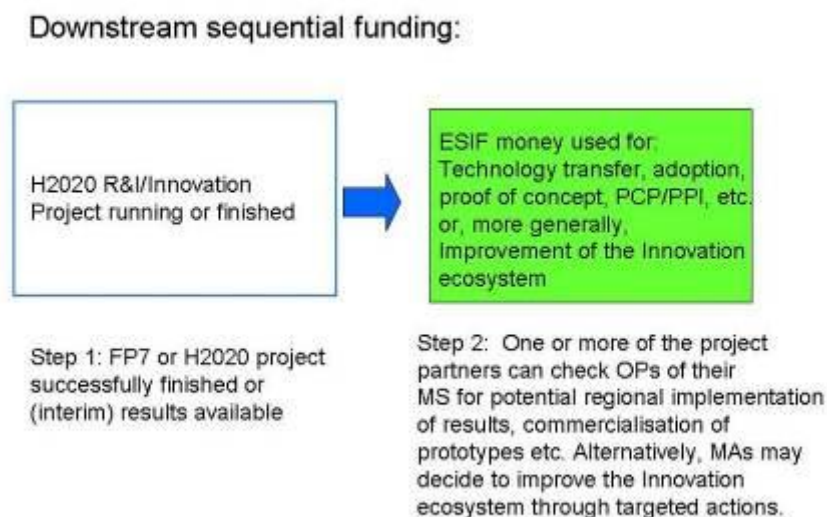 Downstream sequential funding:
H2020 R&I/Innovation
Project running or finished
ESIF money used for:
Technology transfer, adoption,
proof of concept, PCP/PPI, etc.
or, more generally,
Improvement of the Innovation
ecosystem
Step 1: FP7 or H2020 project
successfully finished or
(interim) results available
Step 2: One or more of the project
partners can check OPs of their
MS for potential regional implementation
of results, commercialisation of
prototypes etc. Alternatively, MAs may
decide to improve the Innovation
ecosystem through targeted actions.